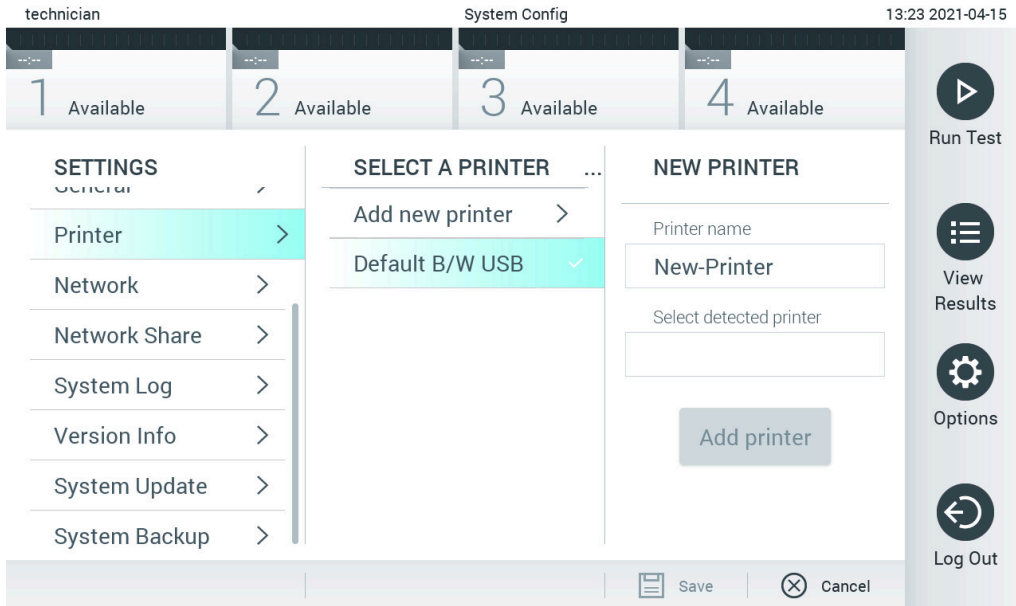 technician
System Config
13:23 2021-04-15
--:--
--:--
--:--
--:--
1 Available
2 Available
3 Available
4 Available
Run Test
View
Results
Options
Log Out
SETTINGS
General
Printer
Network
Network Share
System Log
Version Info
System Update
System Backup
SELECT A PRINTER ...
Add new printer
Default B/W USB
NEW PRINTER
Printer name
New-Printer
Select detected printer
Add printer
Save
Cancel